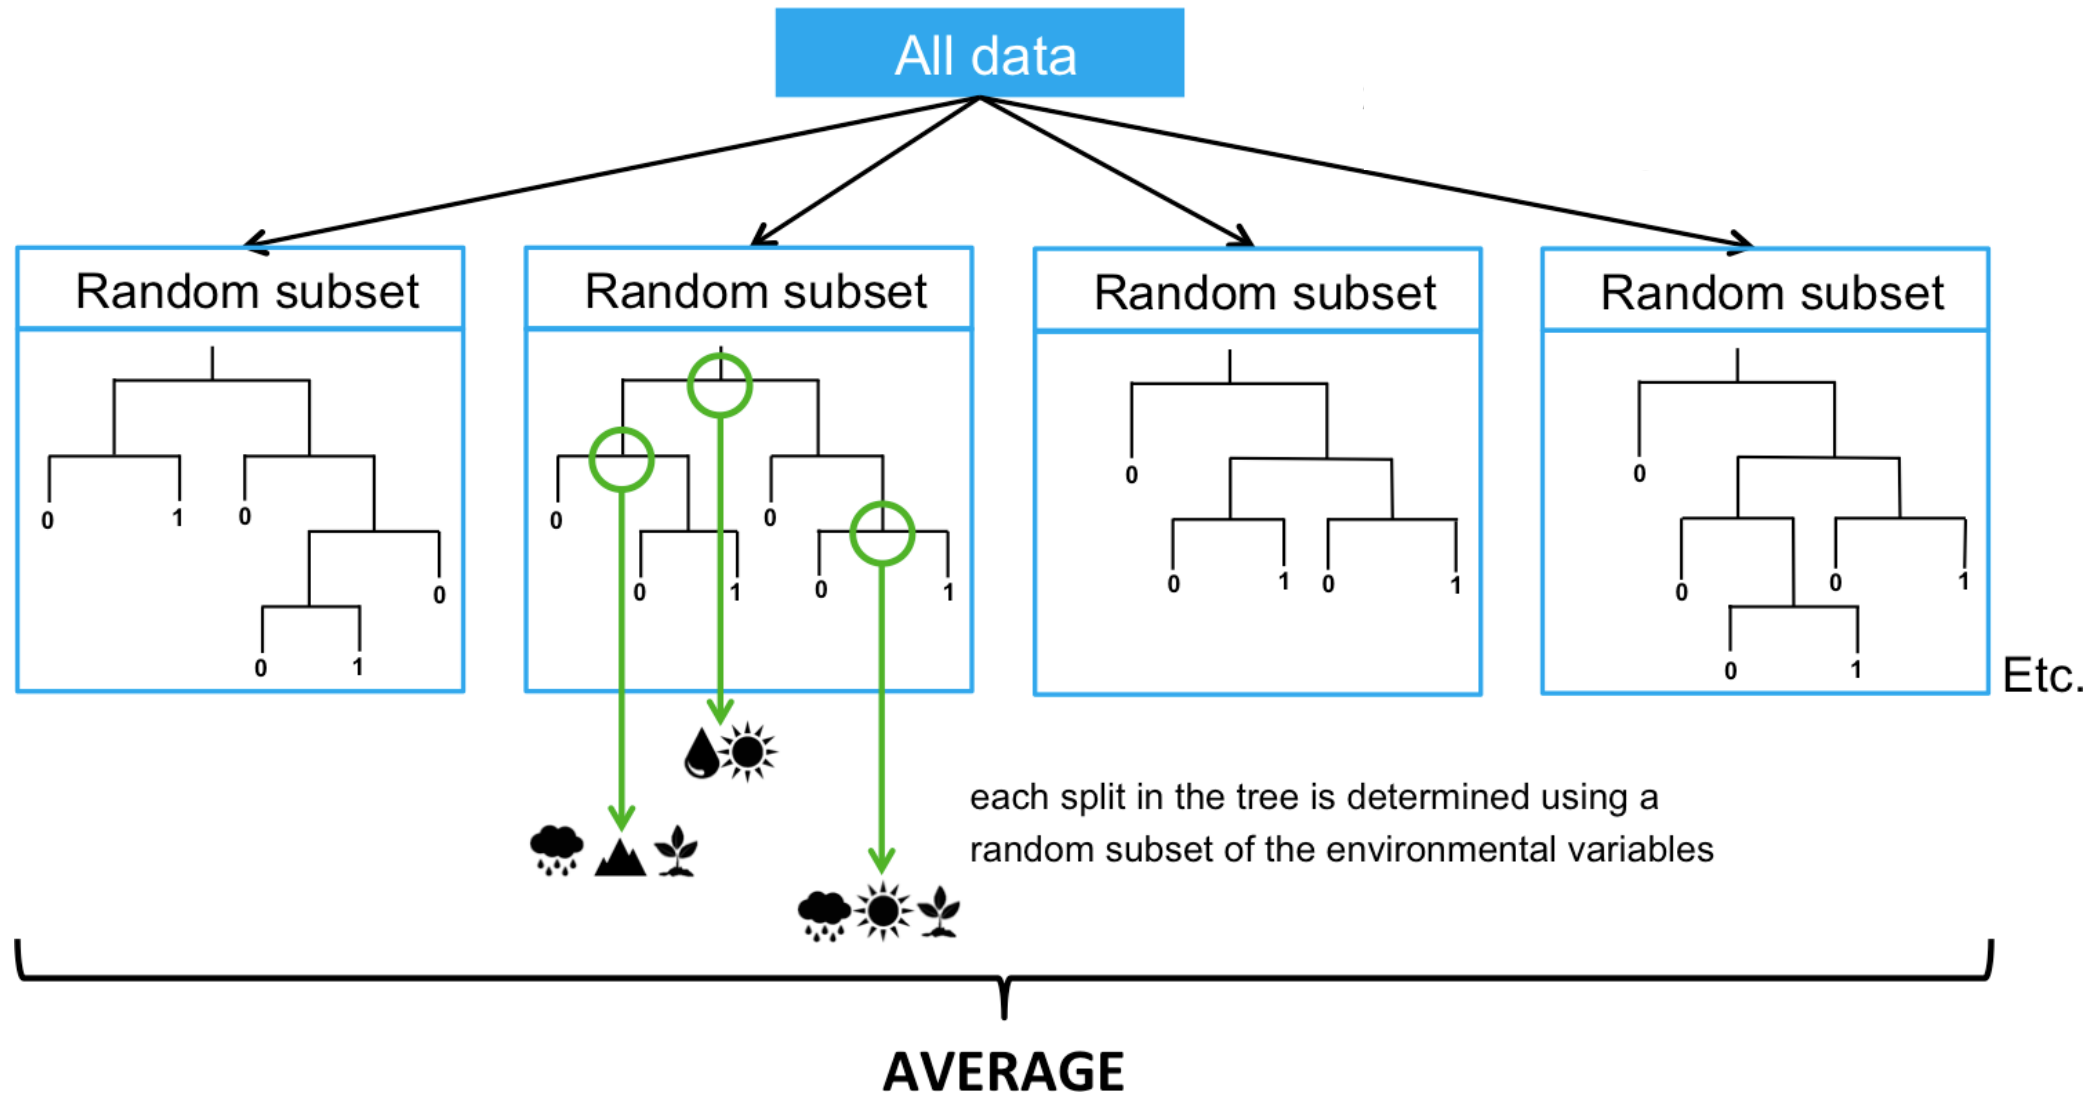 All data
Random subset
Random subset
Random subset
Random subset
0
1
0
0
0
1
0
0
1
0
0
1
0
0
1
0
1
0
0
0
1
0
1
Etc.
each split in the tree is determined using a
random subset of the environmental variables
AVERAGE